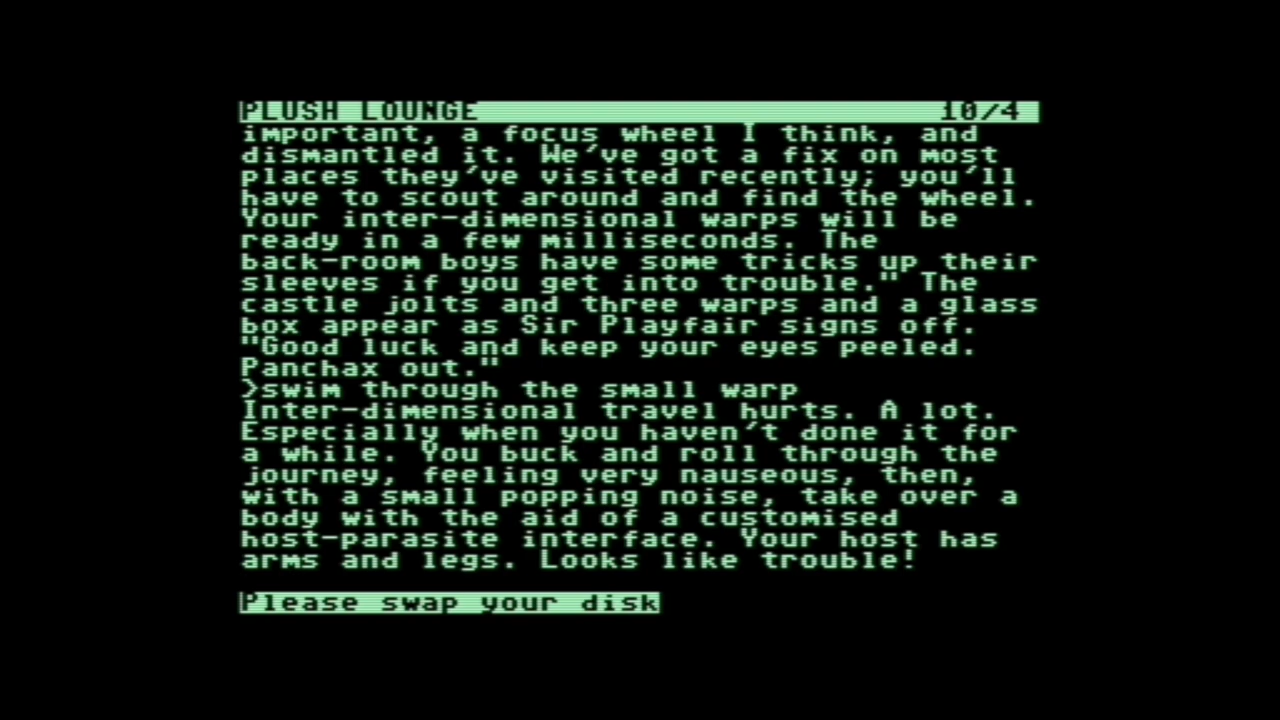 PLUSH LOUNGE 10/4
important, a focus wheel I think, and
dismantled it. We've got a fix on most
places they've visited recently; you'll
have to scout around and find the wheel.
Your inter-dimensional warps will be
ready in a few milliseconds. The
back-room boys have some tricks up their
sleeves if you get into trouble." The
castle jolts and three warps and a glass
box appear as Sir Playfair signs off.
"Good luck and keep your eyes peeled.
Panchax out."
>swim through the small warp
Inter-dimensional travel hurts. A lot.
Especially when you haven't done it for
a while. You buck and roll through the
journey, feeling very nauseous, then,
with a small popping noise, take over a
body with the aid of a customised
host-parasite interface. Your host has
arms and legs. Looks like trouble!
Please swap your disk